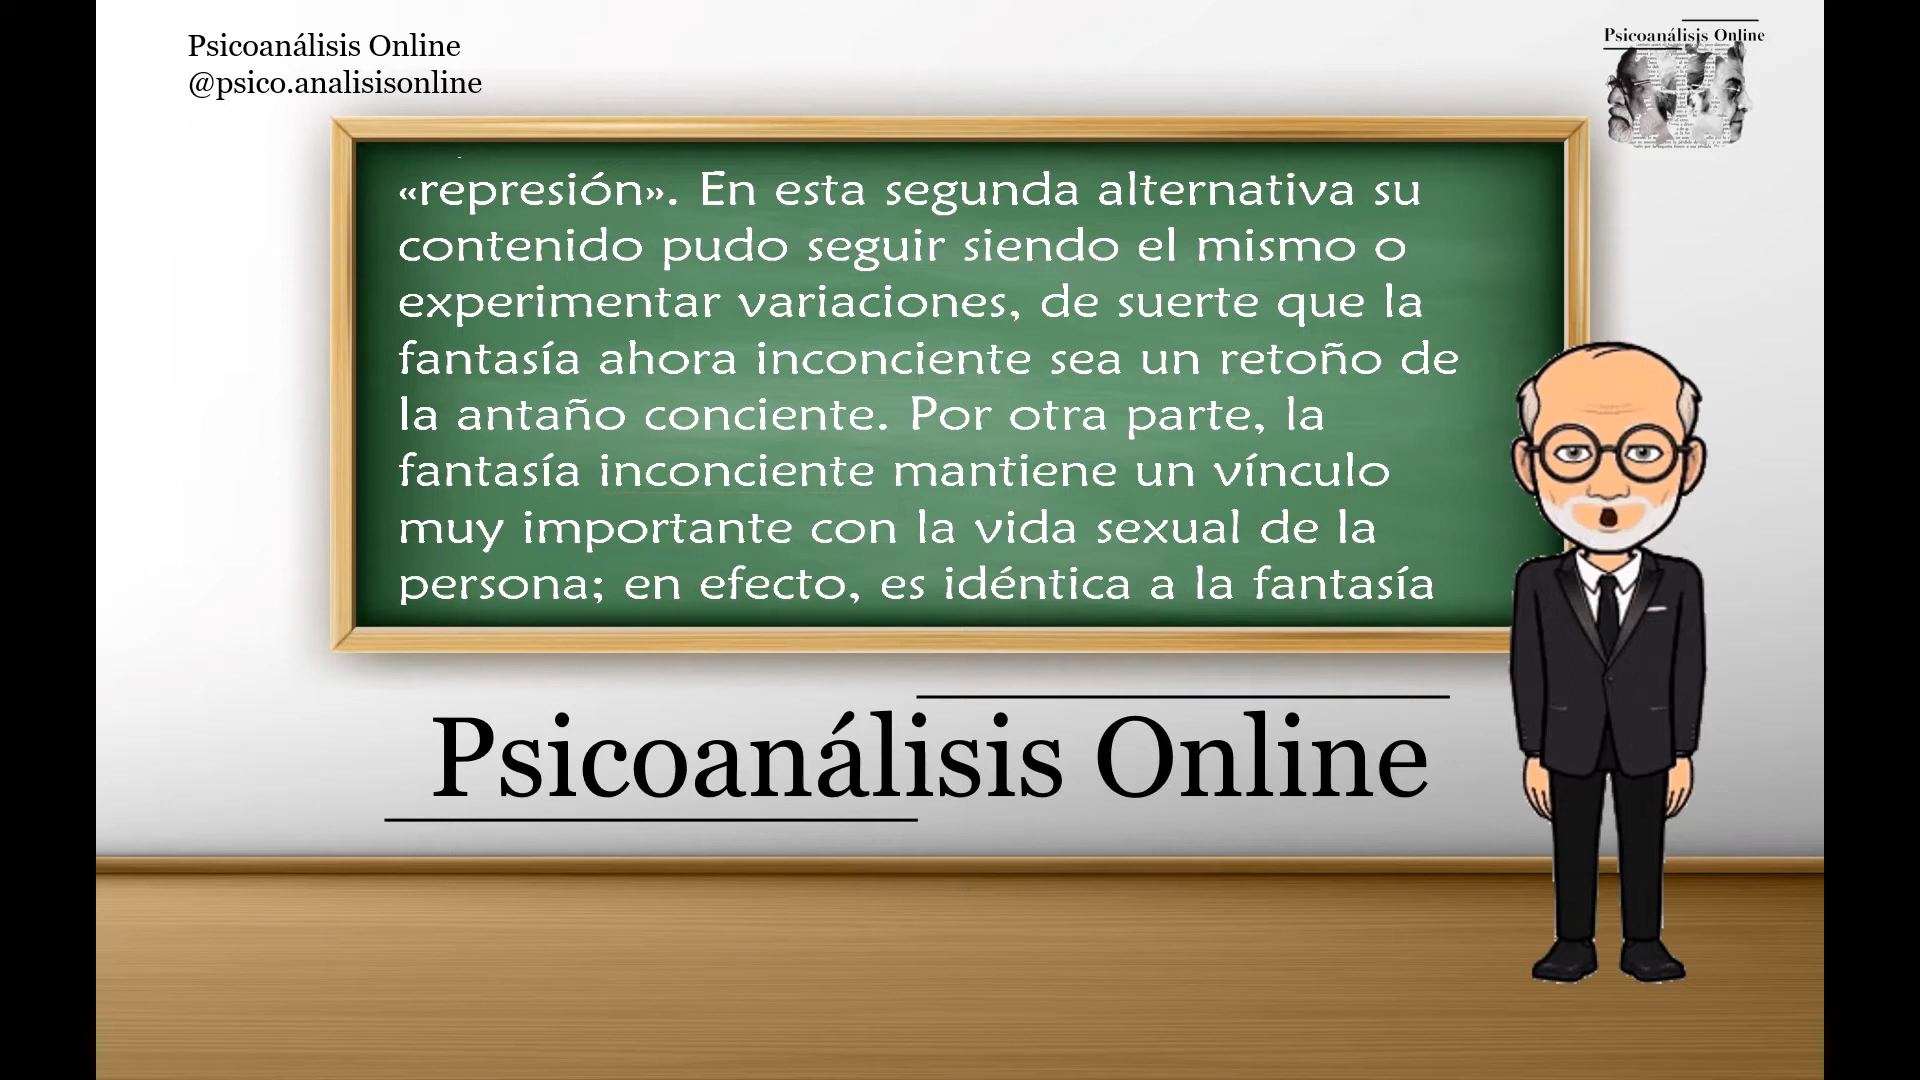 Psicoanálisis Online
@psico.analisisonline
Psicoanálisis Online
«represión». En esta segunda alternativa su
contenido pudo seguir siendo el mismo o
experimentar variaciones, de suerte que la
fantasía ahora inconciente sea un retoño de
la antaño conciente. Por otra parte, la
fantasía inconciente mantiene un vínculo
muy importante con la vida sexual de la
persona; en efecto, es idéntica a la fantasía
Psicoanálisis Online